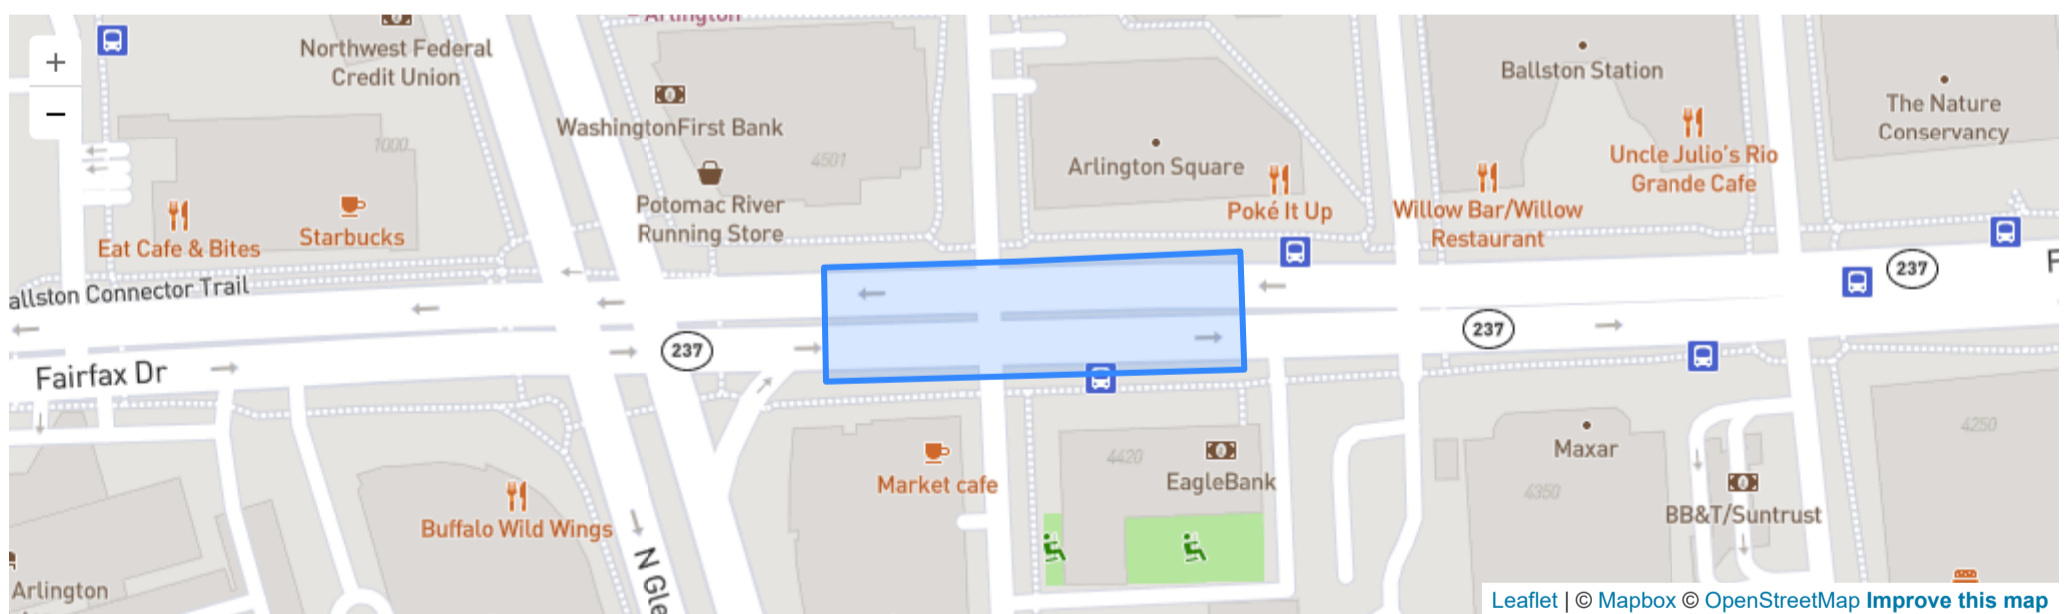 Arlington
Northwest Federal
Credit Union
+
−
WashingtonFirst Bank
1000
4501
Potomac River
Running Store
Eat Cafe & Bites
Starbucks
Arlington Square
Poké It Up
Ballston Station
Uncle Julio's Rio
Grande Cafe
Willow Bar/Willow
Restaurant
The Nature
Conservancy
allston Connector Trail
237
237
237
F
Fairfax Dr
Market cafe
4420
EagleBank
Maxar
4350
4250
BB&T/Suntrust
Buffalo Wild Wings
N Gle
Arlington
Leaflet | © Mapbox © OpenStreetMap Improve this map